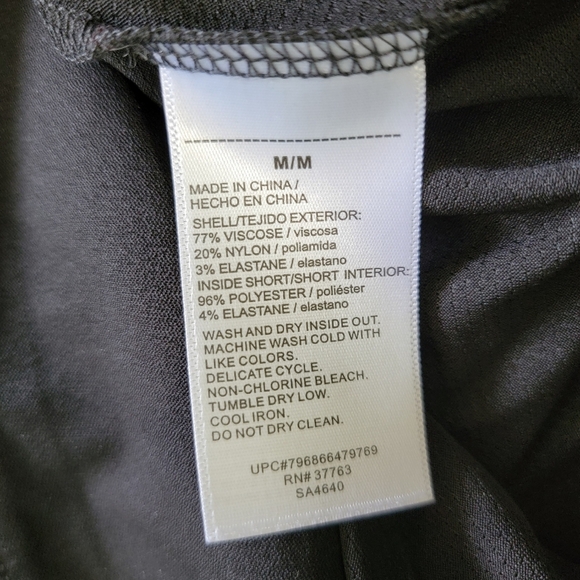 M/M
MADE IN CHINA /
HECHO EN CHINA
SHELL/TEJIDO EXTERIOR:
77% VISCOSE / viscosa
20% NYLON / poliamida
3% ELASTANE / elastano
INSIDE SHORT/SHORT INTERIOR:
96% POLYESTER / poliéster
4% ELASTANE / elastano
WASH AND DRY INSIDE OUT.
MACHINE WASH COLD WITH
LIKE COLORS.
DELICATE CYCLE.
NON-CHLORINE BLEACH.
TUMBLE DRY LOW.
COOL IRON.
DO NOT DRY CLEAN.
UPC#796866479769
RN# 37763
SA4640